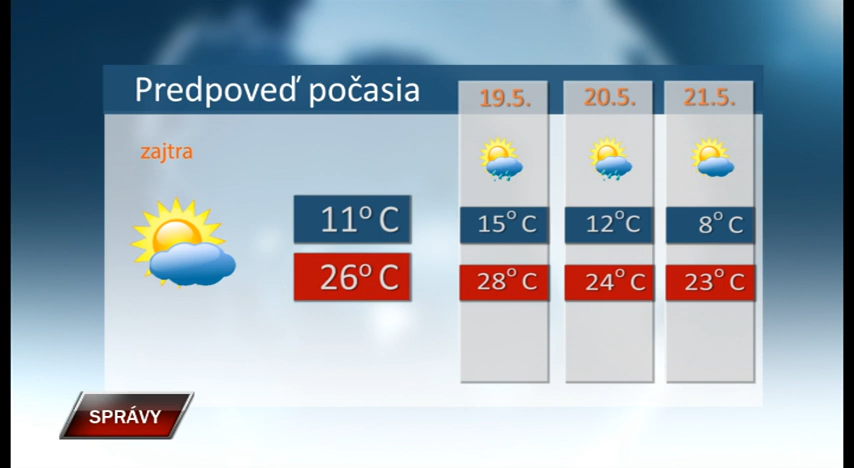 Predpoveď počasia
zajtra
11° C
26° C
19.5. 20.5. 21.5.
15° C 12°C 8° C
28° C 24° C 23° C
SPRÁVY